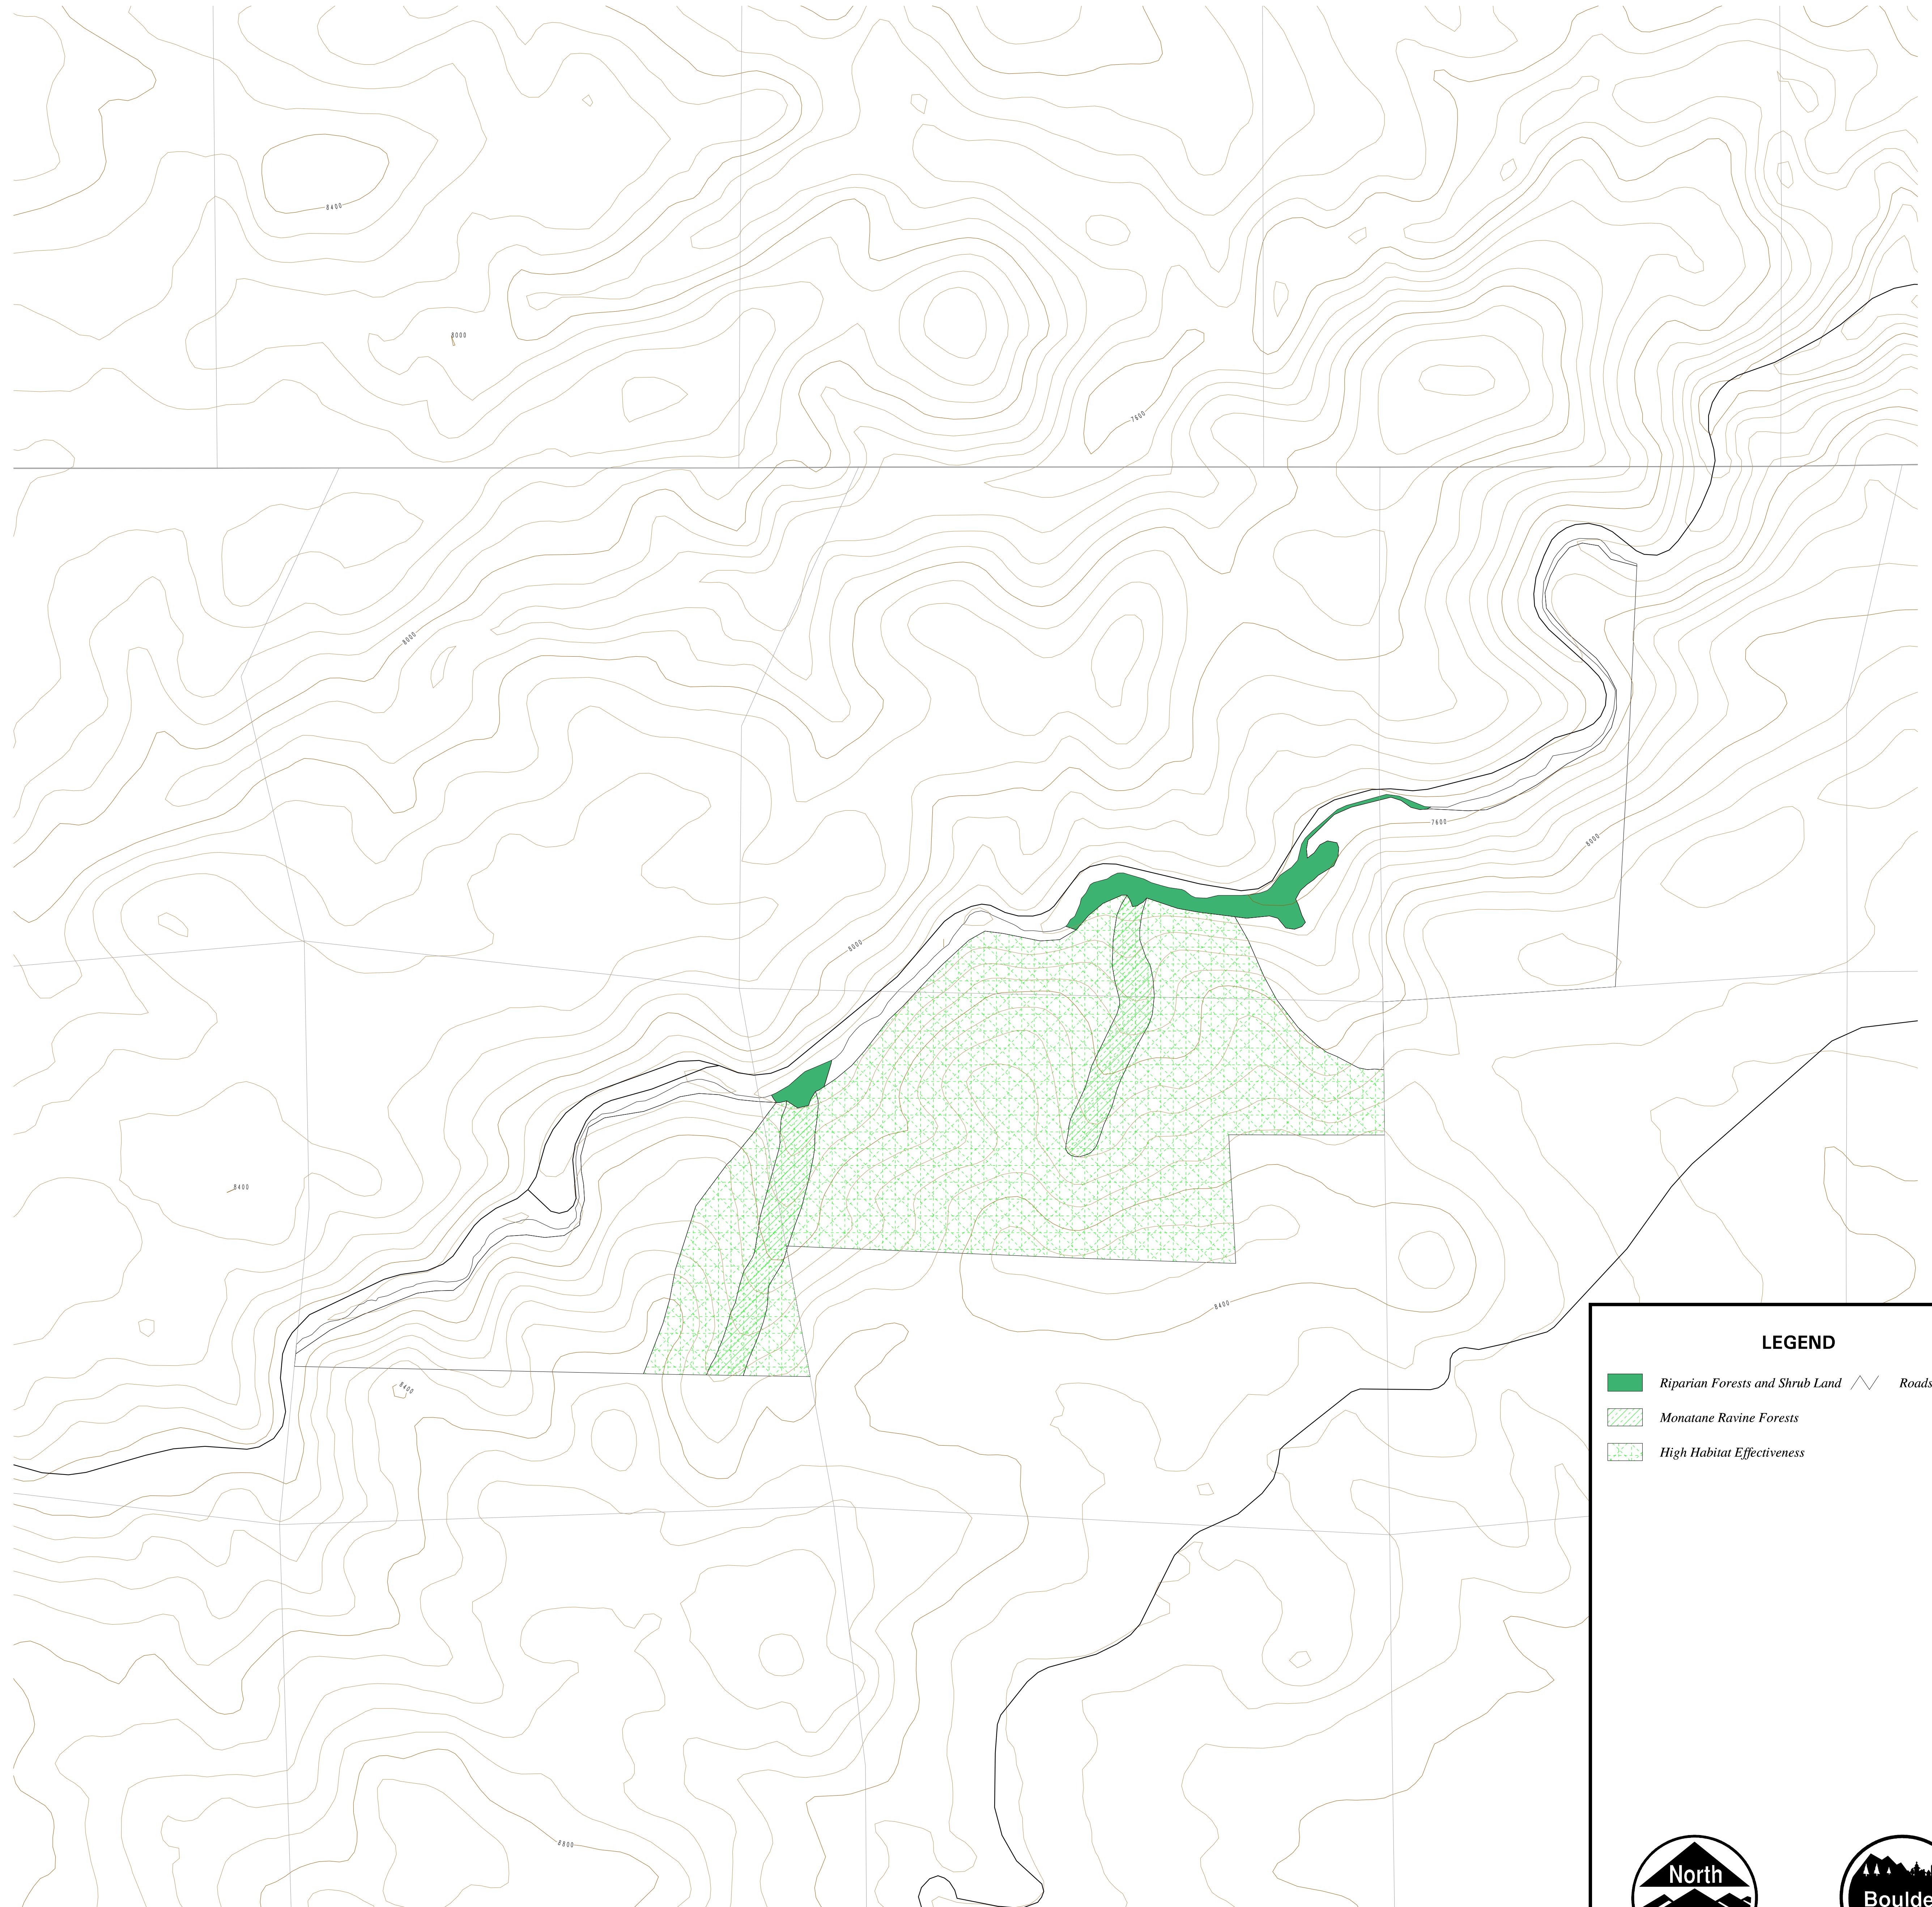 8400
8000
7600
8000
7600
8000
8000
8400
8400
8400
LEGEND
Riparian Forests and Shrub Land Roads
Monatane Ravine Forests
High Habitat Effectiveness
8800
North
Boulde